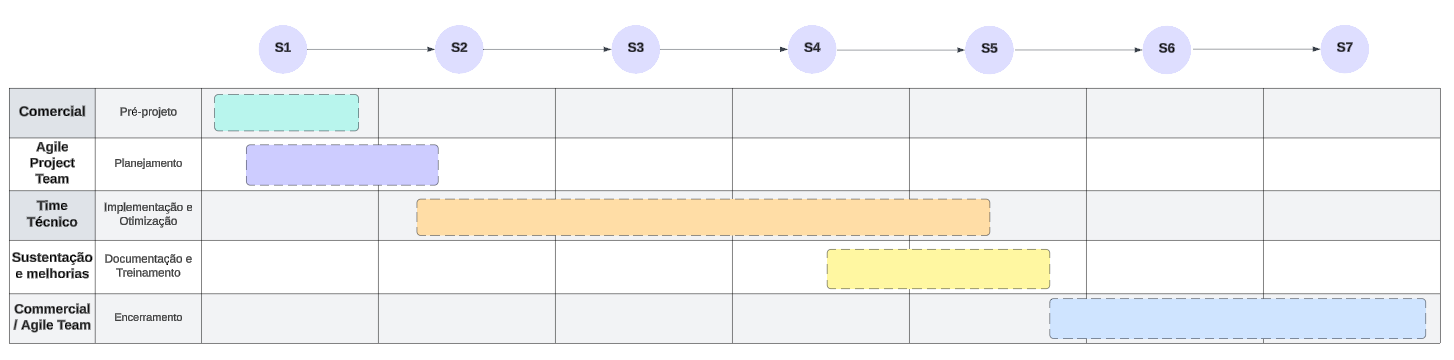 S1 S2 S3 S4 S5 S6 S7
Comercial
Pré-projeto
Agile
Project
Team
Planejamento
Time
Técnico
Implementação e
Otimização
Sustentação
e melhorias
Documentação e
Treinamento
Commercial
/ Agile Team
Encerramento